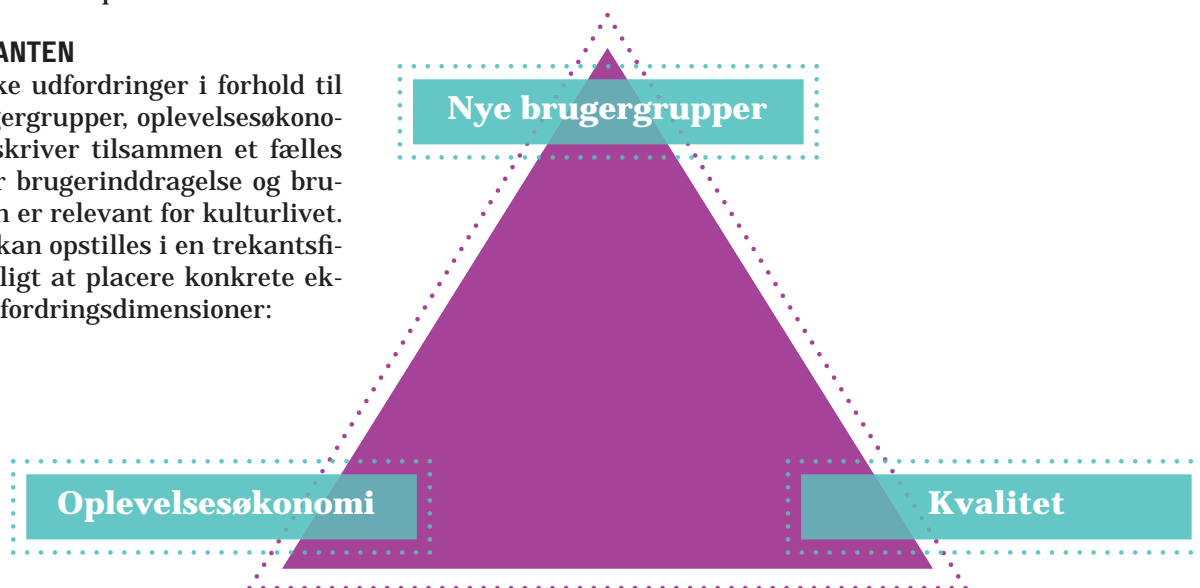 ANTEN
ke udfordringer i forhold til
gergrupper, oplevelsesøkono-
skriver tilsammen et fælles
r brugerinddragelse og bru-
n er relevant for kulturlivet.
kan opstilles i en trekantsfi-
ligt at placere konkrete ek-
fordringsdimensioner:
Nye brugergrupper
Oplevelsesøkonomi
Kvalitet